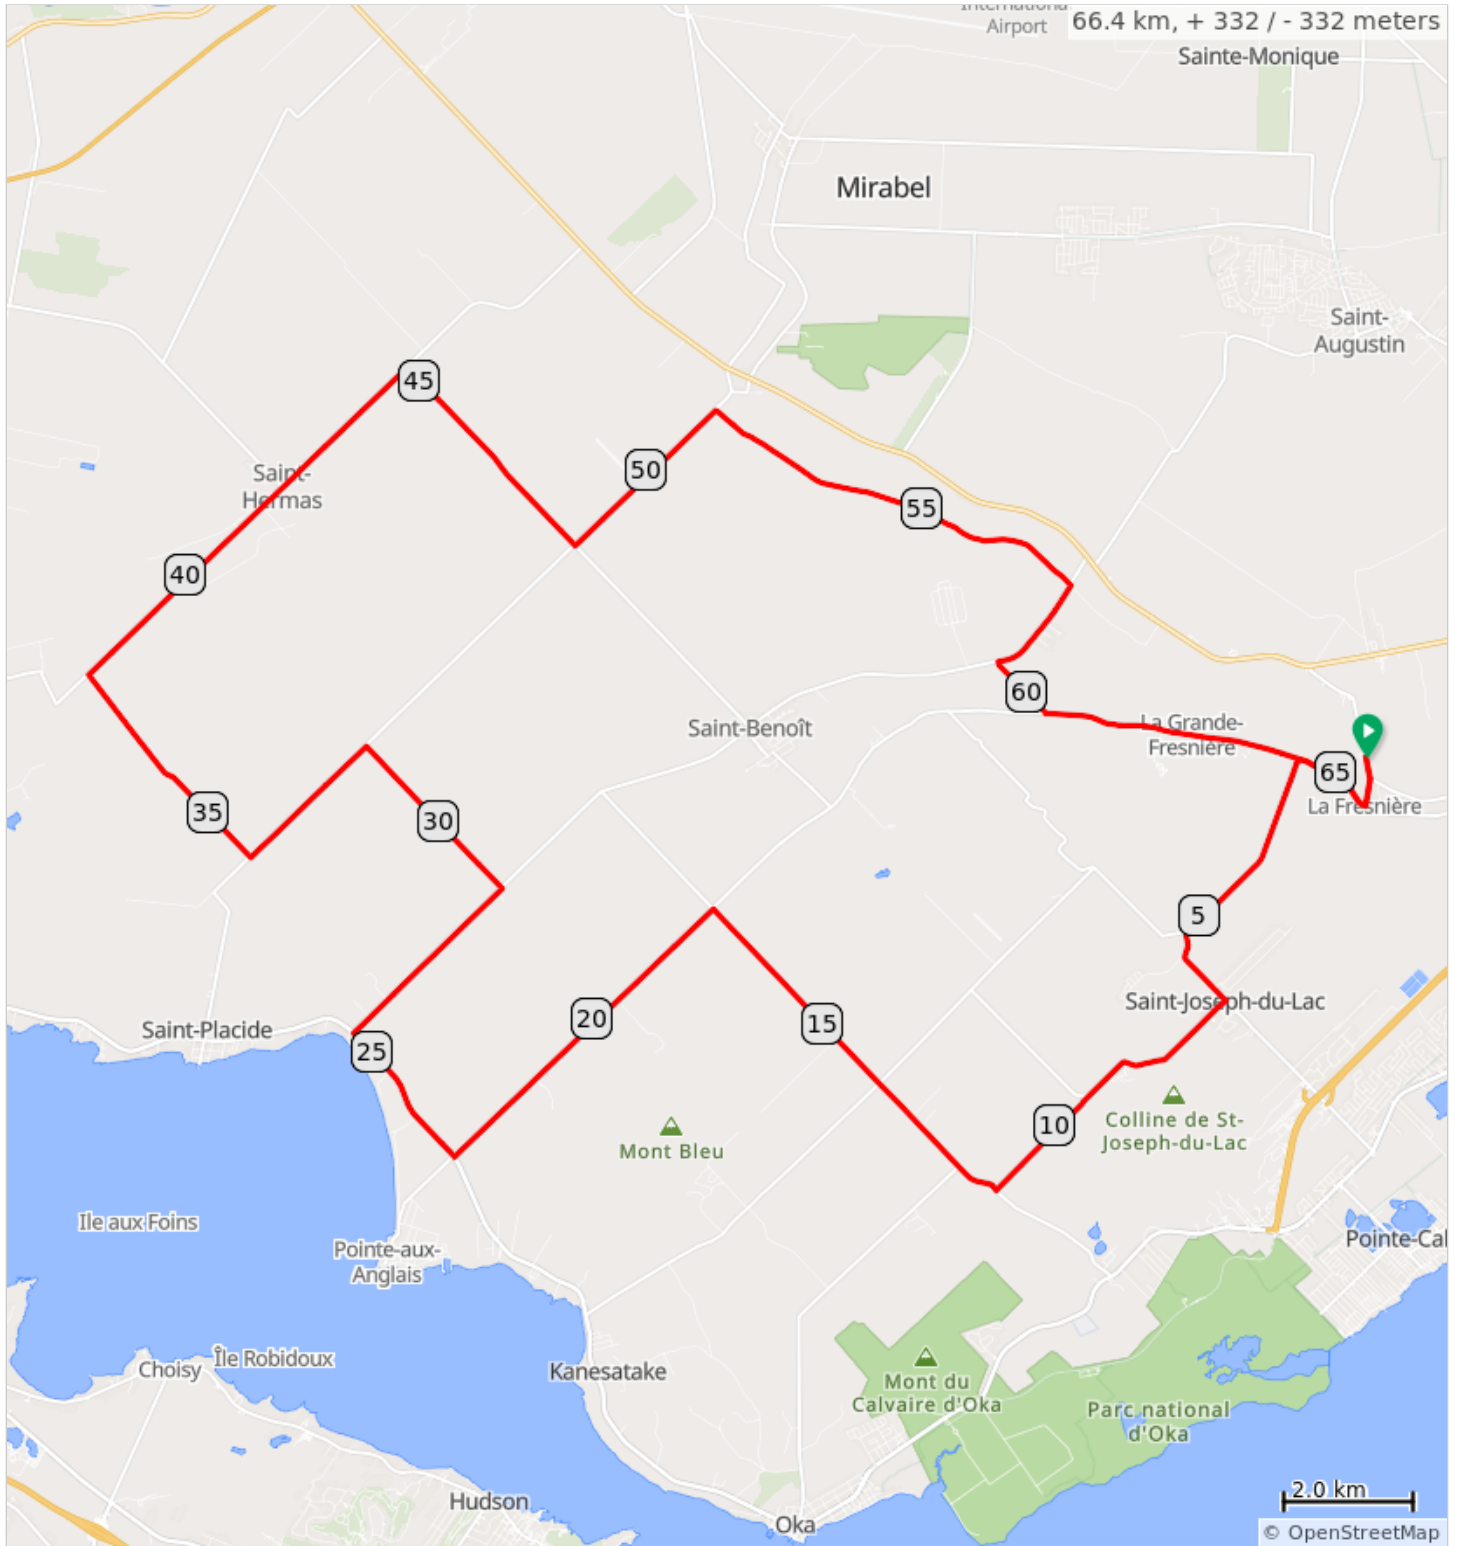 Airport
66.4 km, + 332 / - 332 meters
Sainte-Monique
Mirabel
Saint-
Augustin
45
50
Saint-
Hermas
55
40
60
La Grande-
Fresnière
Saint-Benoît
65
La Fresnière
35
30
5
Saint-Joseph-du-Lac
Saint-Placide
25
20
15
10
Colline de St-
Joseph-du-Lac
Mont Bleu
Ile aux Foins
Pointe-aux-
Anglais
Pointe-Cal
Choisy
Île Robidoux
Kanesatake
Mont du
Calvaire d'Oka
Parc national
d'Oka
Hudson
Oka
2.0 km
© OpenStreetMap